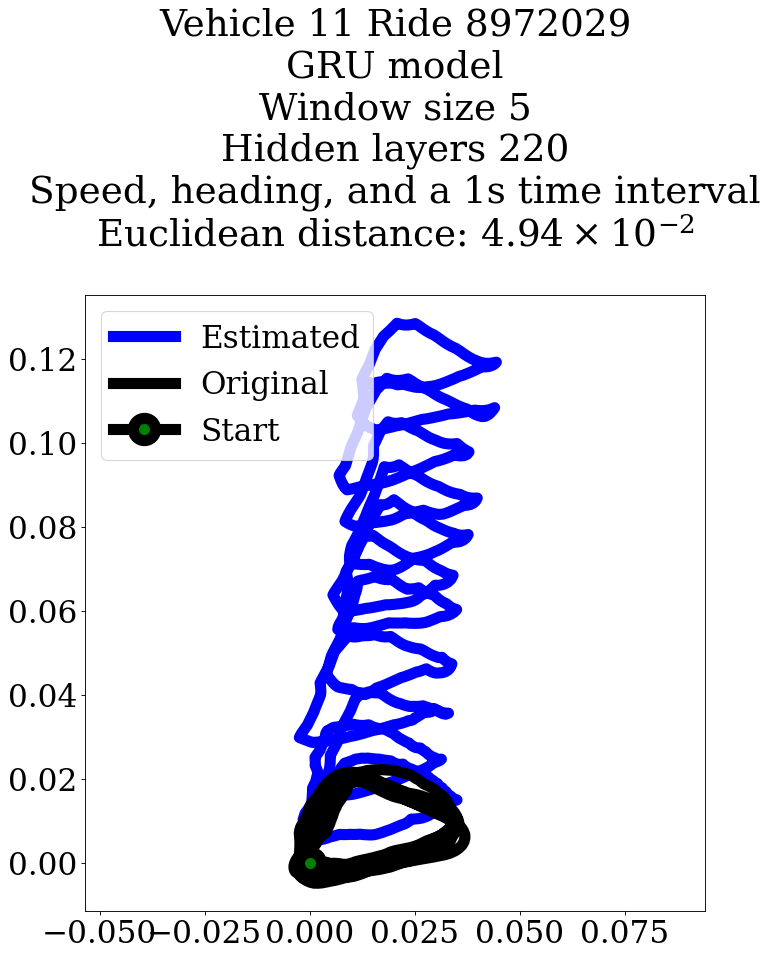 Vehicle 11 Ride 8972029
GRU model
Window size 5
Hidden layers 220
Speed, heading, and a 1s time interval
Euclidean distance: 4.94 × 10⁻²
Estimated
Original
Start
0.12
0.10
0.08
0.06
0.04
0.02
0.00
−0.050 −0.025 0.000 0.025 0.050 0.075